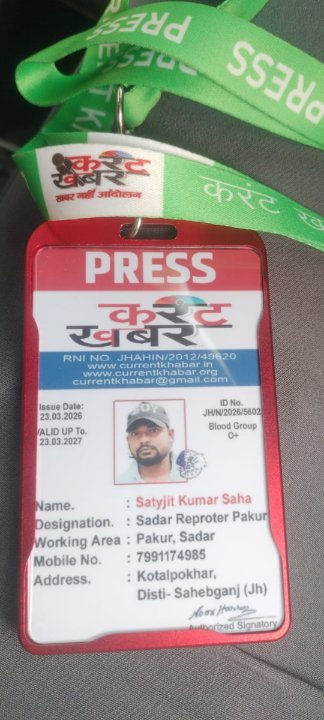 PRESS
PRESS
करंट
खबर
खबर नहीं आंदोलन
करंट ख
PRESS
करंट
खबर
RNI NO. JHAHIN/2012/49620
www.currentkhabar.in
www.currentkhabar.org
currentkhabar@gmail.com
Issue Date:
23.03.2026
VALID UP To.
23.03.2027
ID No.
JH/N/2026/5602
Blood Group
O+
Name. : Satyjit Kumar Saha
Designation. : Sadar Reproter Pakur
Working Area : Pakur, Sadar
Mobile No. : 7991174985
Address. : Kotalpokhar,
Disti- Sahebganj (Jh)
Authorized Signatory